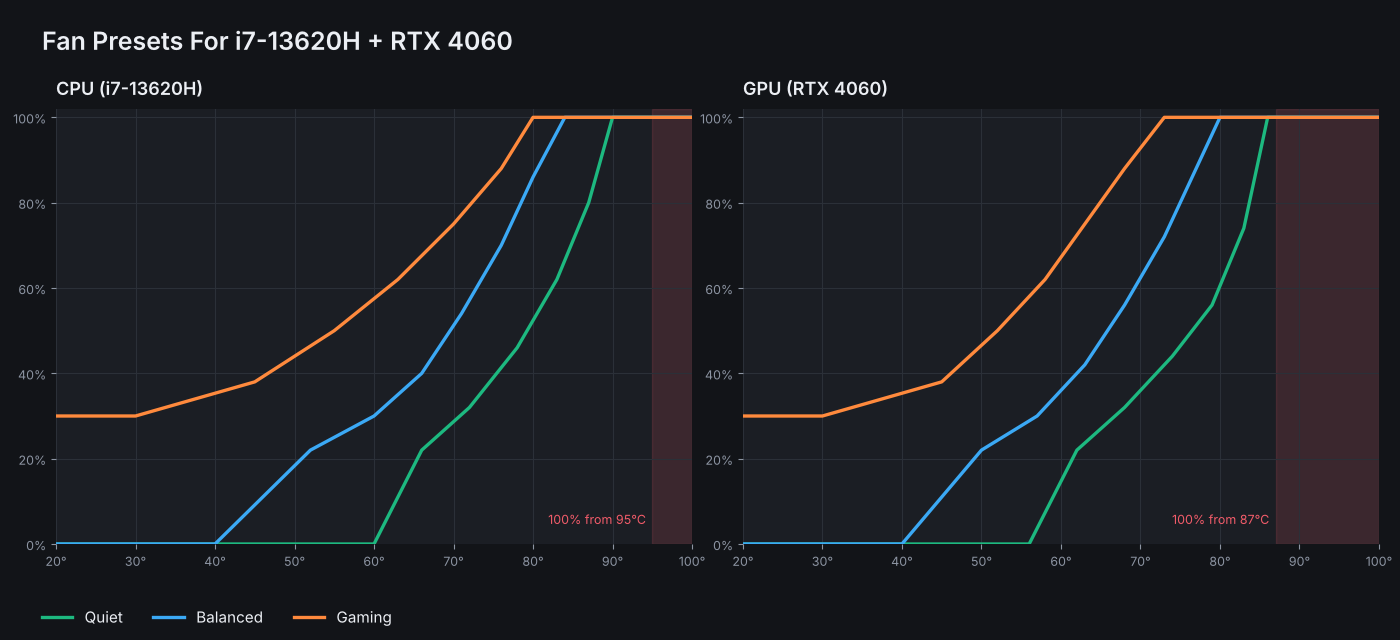 Fan Presets For i7-13620H + RTX 4060
CPU (i7-13620H)
100%
80%
60%
40%
20%
0%
100% from 95°C
20° 30° 40° 50° 60° 70° 80° 90° 100°
GPU (RTX 4060)
100%
80%
60%
40%
20%
0%
100% from 87°C
20° 30° 40° 50° 60° 70° 80° 90° 100°
Quiet Balanced Gaming